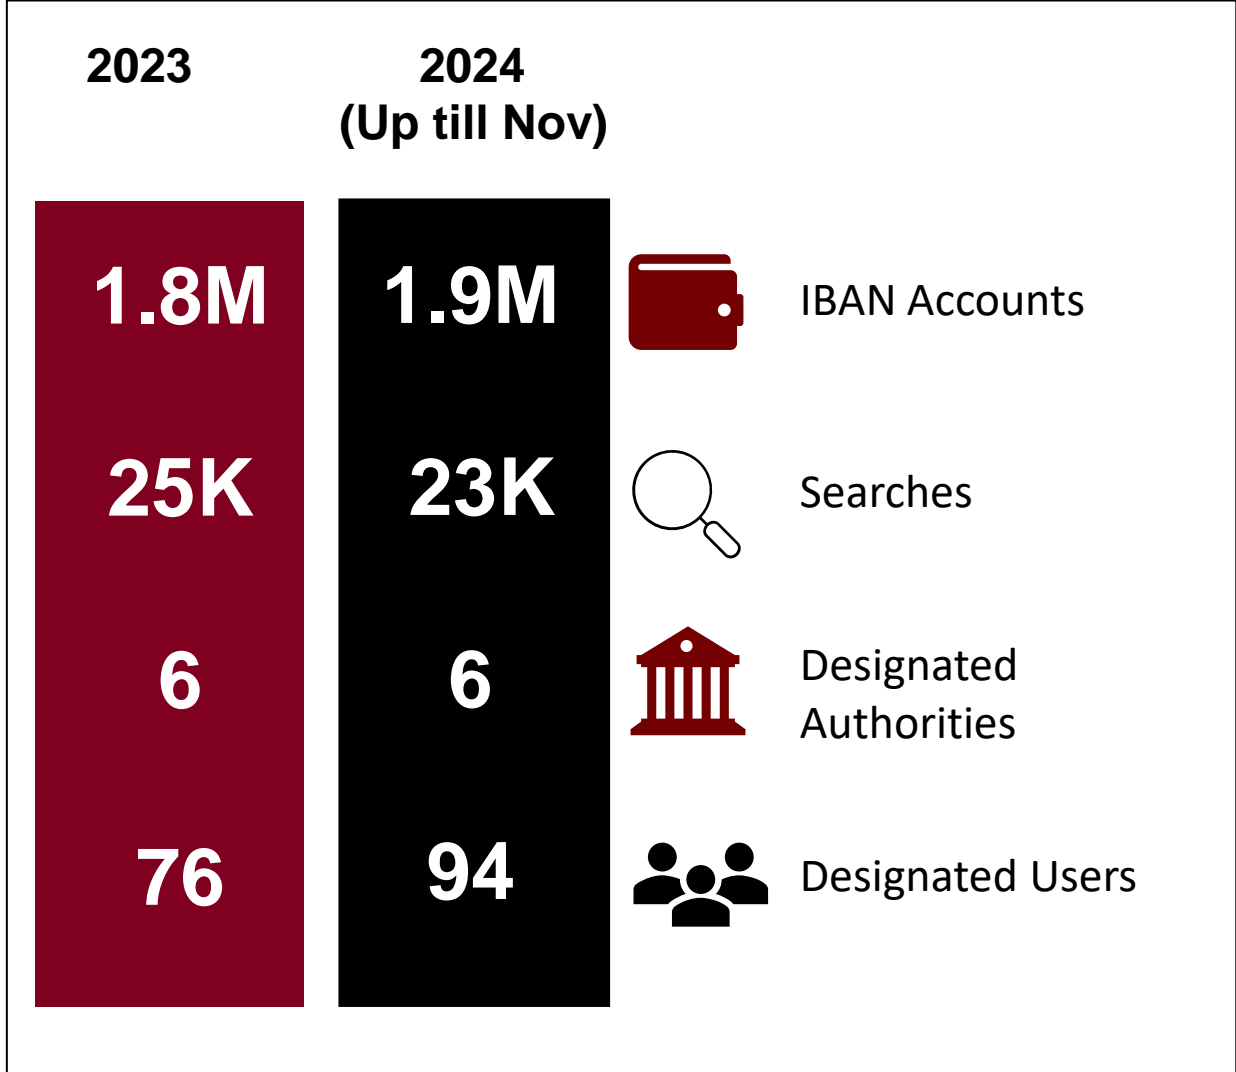 2023
2024
(Up till Nov)
1.8M
1.9M
IBAN Accounts
25K
23K
Searches
6
6
Designated
Authorities
76
94
Designated Users